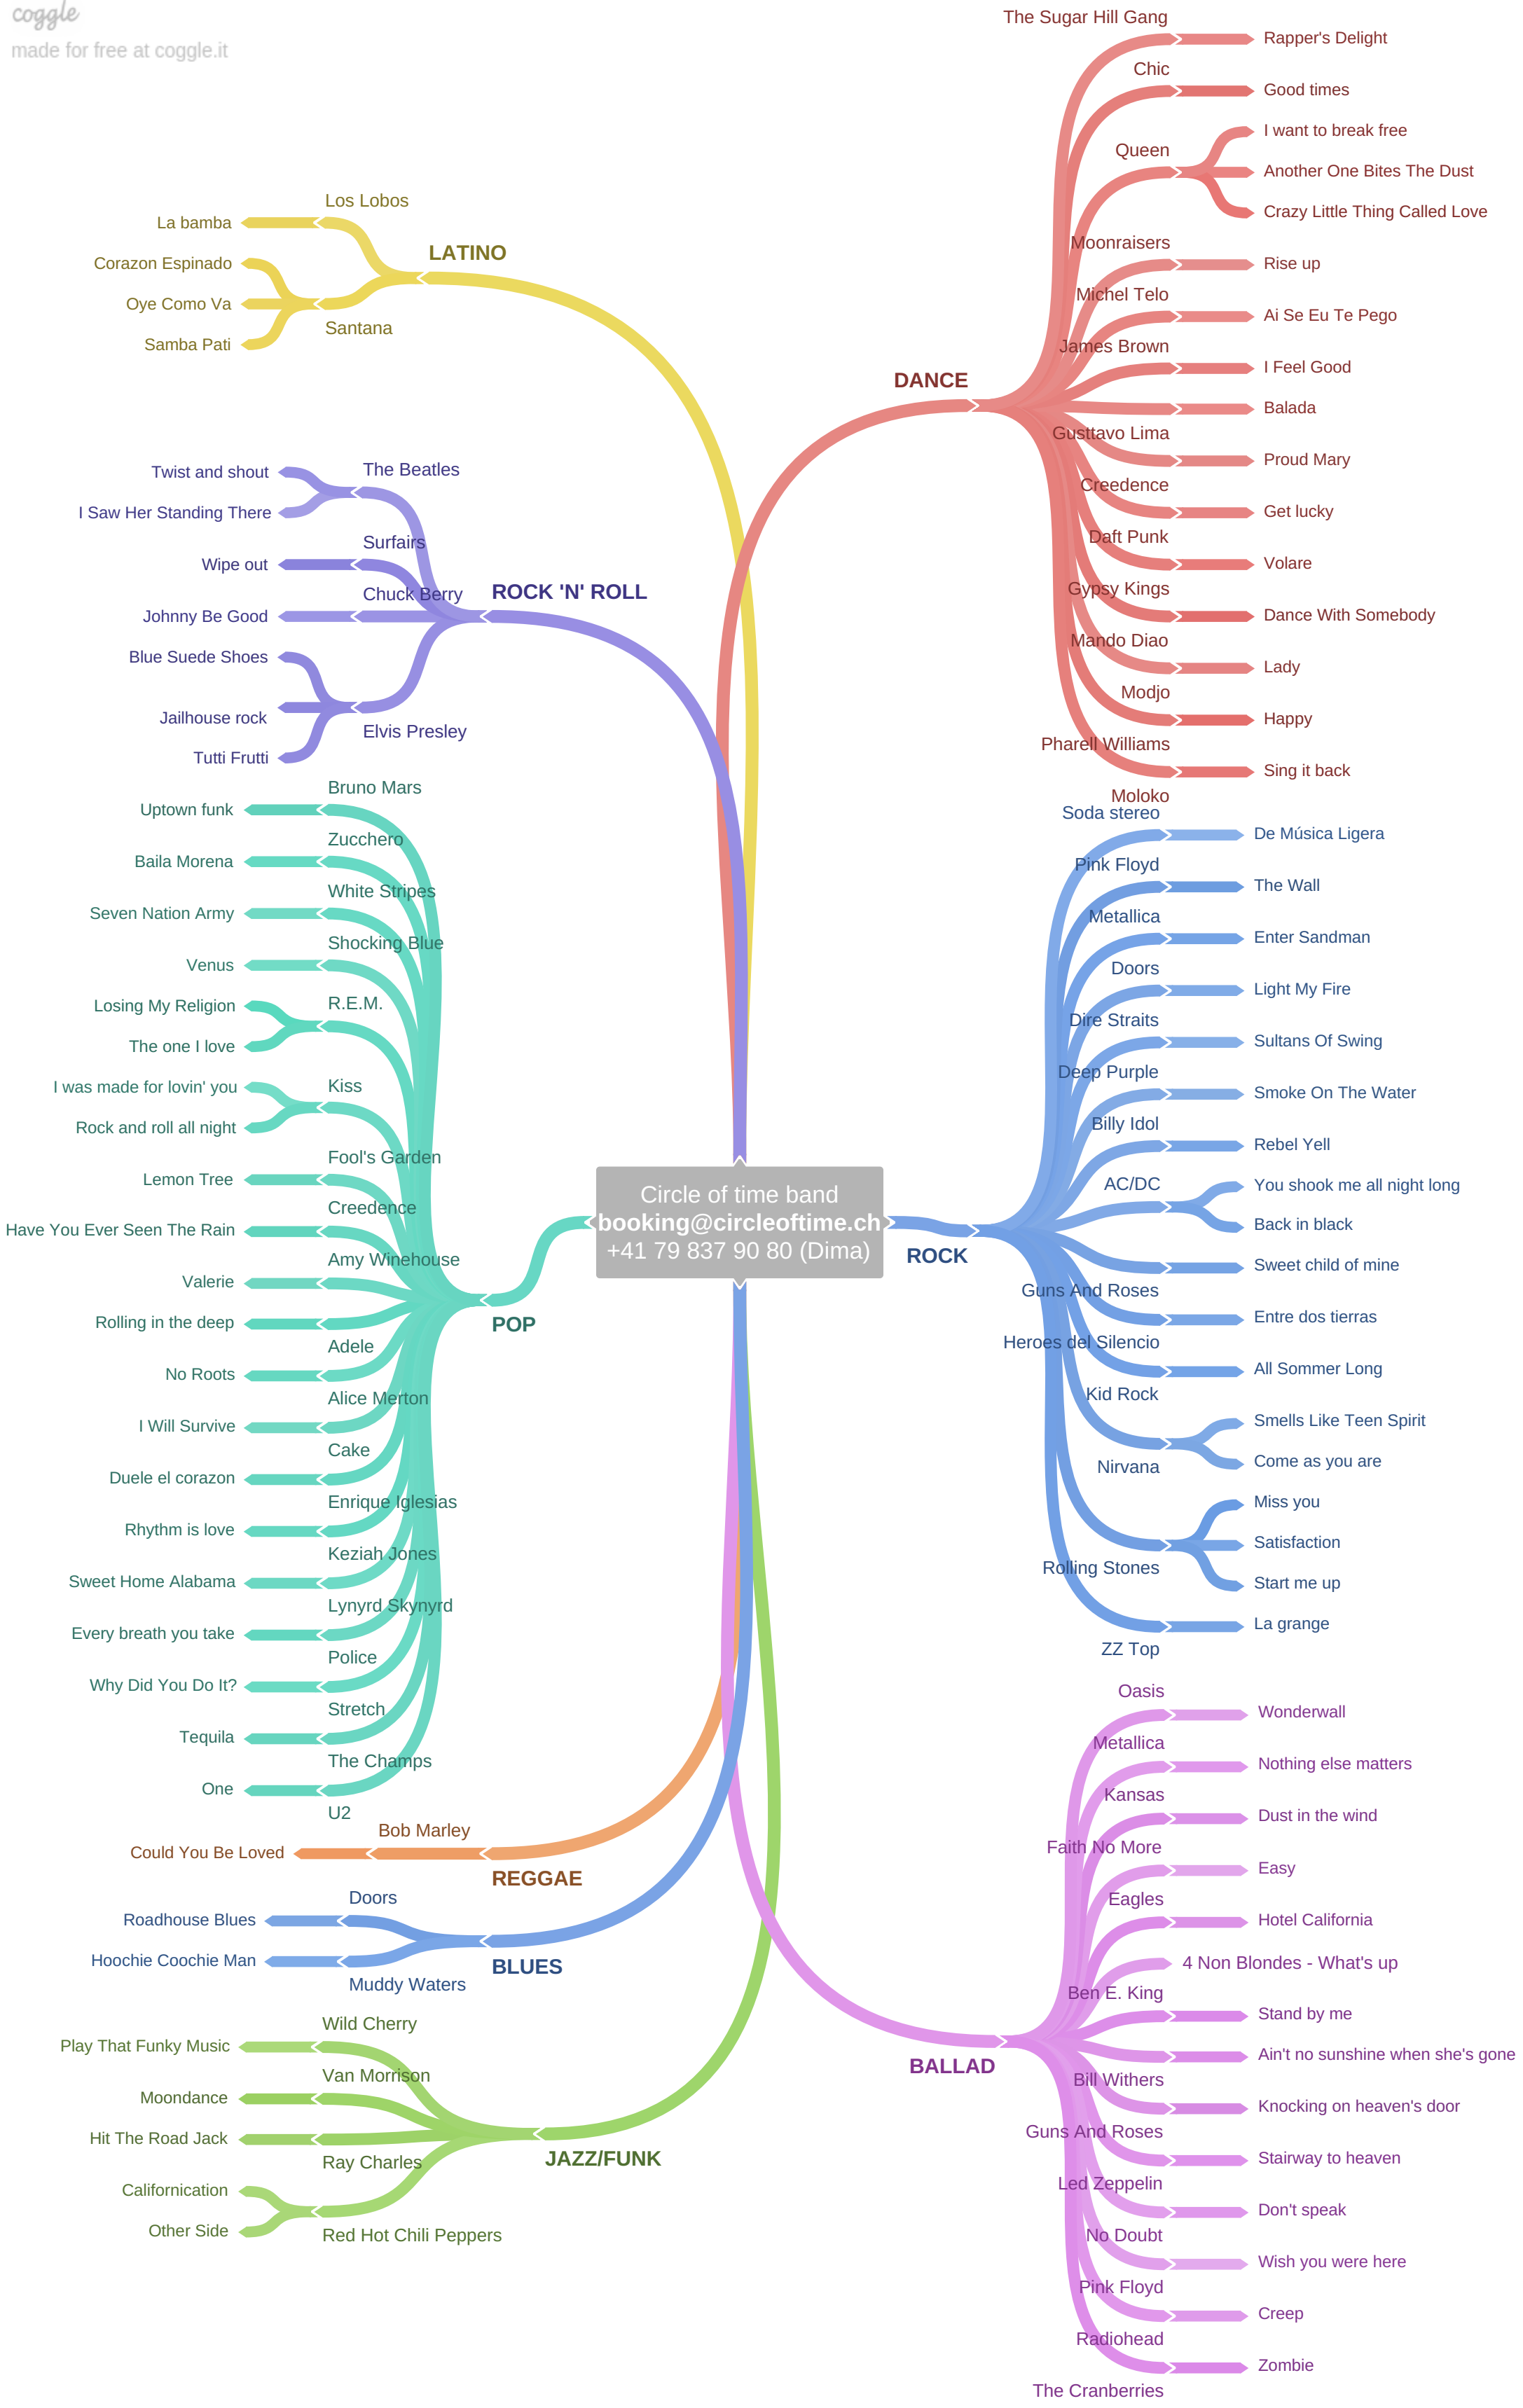 coggle
made for free at coggle.it
Circle of time band
booking@circleoftime.ch
+41 79 837 90 80 (Dima)
LATINO
Los Lobos
La bamba
Santana
Corazon Espinado
Oye Como Va
Samba Pati
ROCK 'N' ROLL
The Beatles
Twist and shout
I Saw Her Standing There
Surfairs
Wipe out
Chuck Berry
Johnny Be Good
Elvis Presley
Blue Suede Shoes
Jailhouse rock
Tutti Frutti
POP
Bruno Mars
Uptown funk
Zucchero
Baila Morena
White Stripes
Seven Nation Army
Shocking Blue
Venus
R.E.M.
Losing My Religion
The one I love
Kiss
I was made for lovin' you
Rock and roll all night
Fool's Garden
Lemon Tree
Creedence
Have You Ever Seen The Rain
Amy Winehouse
Valerie
Rolling in the deep
Adele
No Roots
Alice Merton
I Will Survive
Cake
Duele el corazon
Enrique Iglesias
Rhythm is love
Keziah Jones
Sweet Home Alabama
Lynyrd Skynyrd
Every breath you take
Police
Why Did You Do It?
Stretch
Tequila
The Champs
One
U2
REGGAE
Bob Marley
Could You Be Loved
BLUES
Doors
Roadhouse Blues
Hoochie Coochie Man
Muddy Waters
JAZZ/FUNK
Wild Cherry
Play That Funky Music
Van Morrison
Moondance
Hit The Road Jack
Ray Charles
Californication
Other Side
Red Hot Chili Peppers
DANCE
The Sugar Hill Gang
Rapper's Delight
Chic
Good times
Queen
I want to break free
Another One Bites The Dust
Crazy Little Thing Called Love
Moonraisers
Rise up
Michel Telo
Ai Se Eu Te Pego
James Brown
I Feel Good
Balada
Gusttavo Lima
Proud Mary
Creedence
Get lucky
Daft Punk
Volare
Gypsy Kings
Dance With Somebody
Mando Diao
Lady
Modjo
Happy
Pharell Williams
Sing it back
Moloko
ROCK
Soda stereo
De Música Ligera
Pink Floyd
The Wall
Metallica
Enter Sandman
Doors
Light My Fire
Dire Straits
Sultans Of Swing
Deep Purple
Smoke On The Water
Billy Idol
Rebel Yell
AC/DC
You shook me all night long
Back in black
Sweet child of mine
Guns And Roses
Entre dos tierras
Heroes del Silencio
All Sommer Long
Kid Rock
Smells Like Teen Spirit
Come as you are
Nirvana
Miss you
Satisfaction
Start me up
Rolling Stones
La grange
ZZ Top
BALLAD
Oasis
Wonderwall
Metallica
Nothing else matters
Kansas
Dust in the wind
Faith No More
Easy
Eagles
Hotel California
4 Non Blondes - What's up
Ben E. King
Stand by me
Ain't no sunshine when she's gone
Bill Withers
Knocking on heaven's door
Guns And Roses
Stairway to heaven
Led Zeppelin
Don't speak
No Doubt
Wish you were here
Pink Floyd
Creep
Radiohead
Zombie
The Cranberries